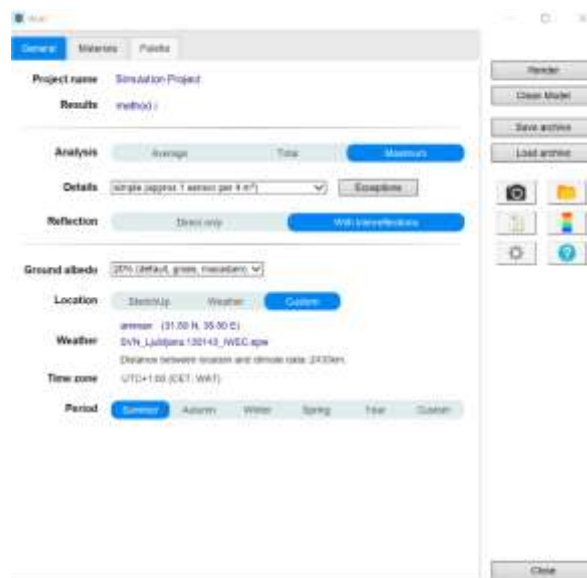 General Materials Palette
Project name Simulation Project
Results
Render
Clean Model
Save archive
Load archive
Analysis Average Total Maximum
Details simple (approx 1 sensor per 4 m²) Exceptions
Reflection Direct only With Interreflections
Ground albedo 20% (default, grass, macadam)
Location SketchUp Weather Custom
Weather amman (31.00 N, 35.00 E)
SVN_Ljubljana.130140_IWEC.epw
Distance between location and climate data: 2430km.
Time zone UTC+1:00 (CET, WAT)
Period Summer Autumn Winter Spring Year Custom
Close